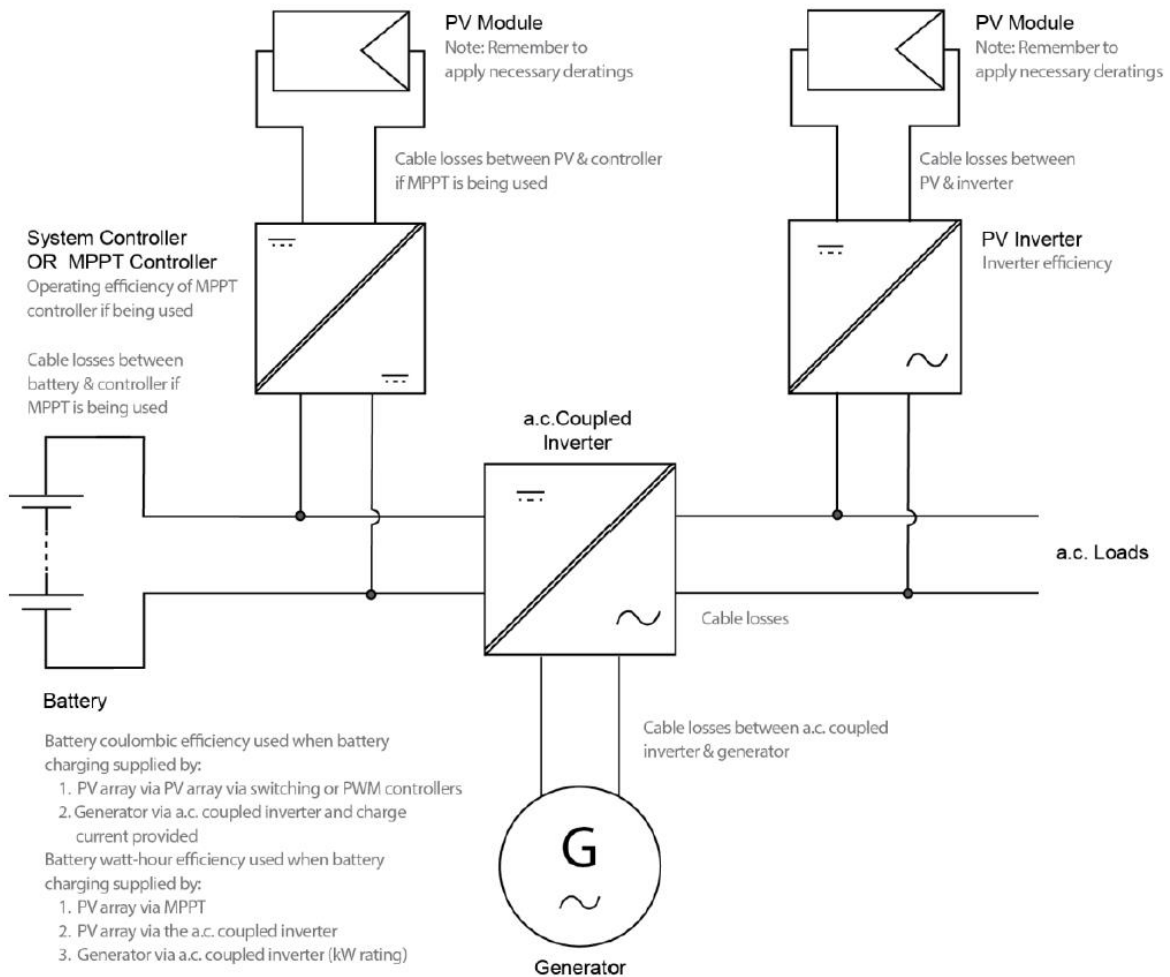 PV Module
Note: Remember to
apply necessary deratings
PV Module
Note: Remember to
apply necessary deratings
Cable losses between PV & controller
if MPPT is being used
Cable losses between
PV & inverter
System Controller
OR MPPT Controller
Operating efficiency of MPPT
controller if being used
Cable losses between
battery & controller if
MPPT is being used
PV Inverter
Inverter efficiency
a.c.Coupled
Inverter
a.c. Loads
Cable losses
Battery
Battery coulombic efficiency used when battery
charging supplied by:
1. PV array via PV array via switching or PWM controllers
2. Generator via a.c. coupled inverter and charge
current provided
Battery watt-hour efficiency used when battery
charging supplied by:
1. PV array via MPPT
2. PV array via the a.c. coupled inverter
3. Generator via a.c. coupled inverter (kW rating)
Cable losses between a.c. coupled
inverter & generator
G
Generator